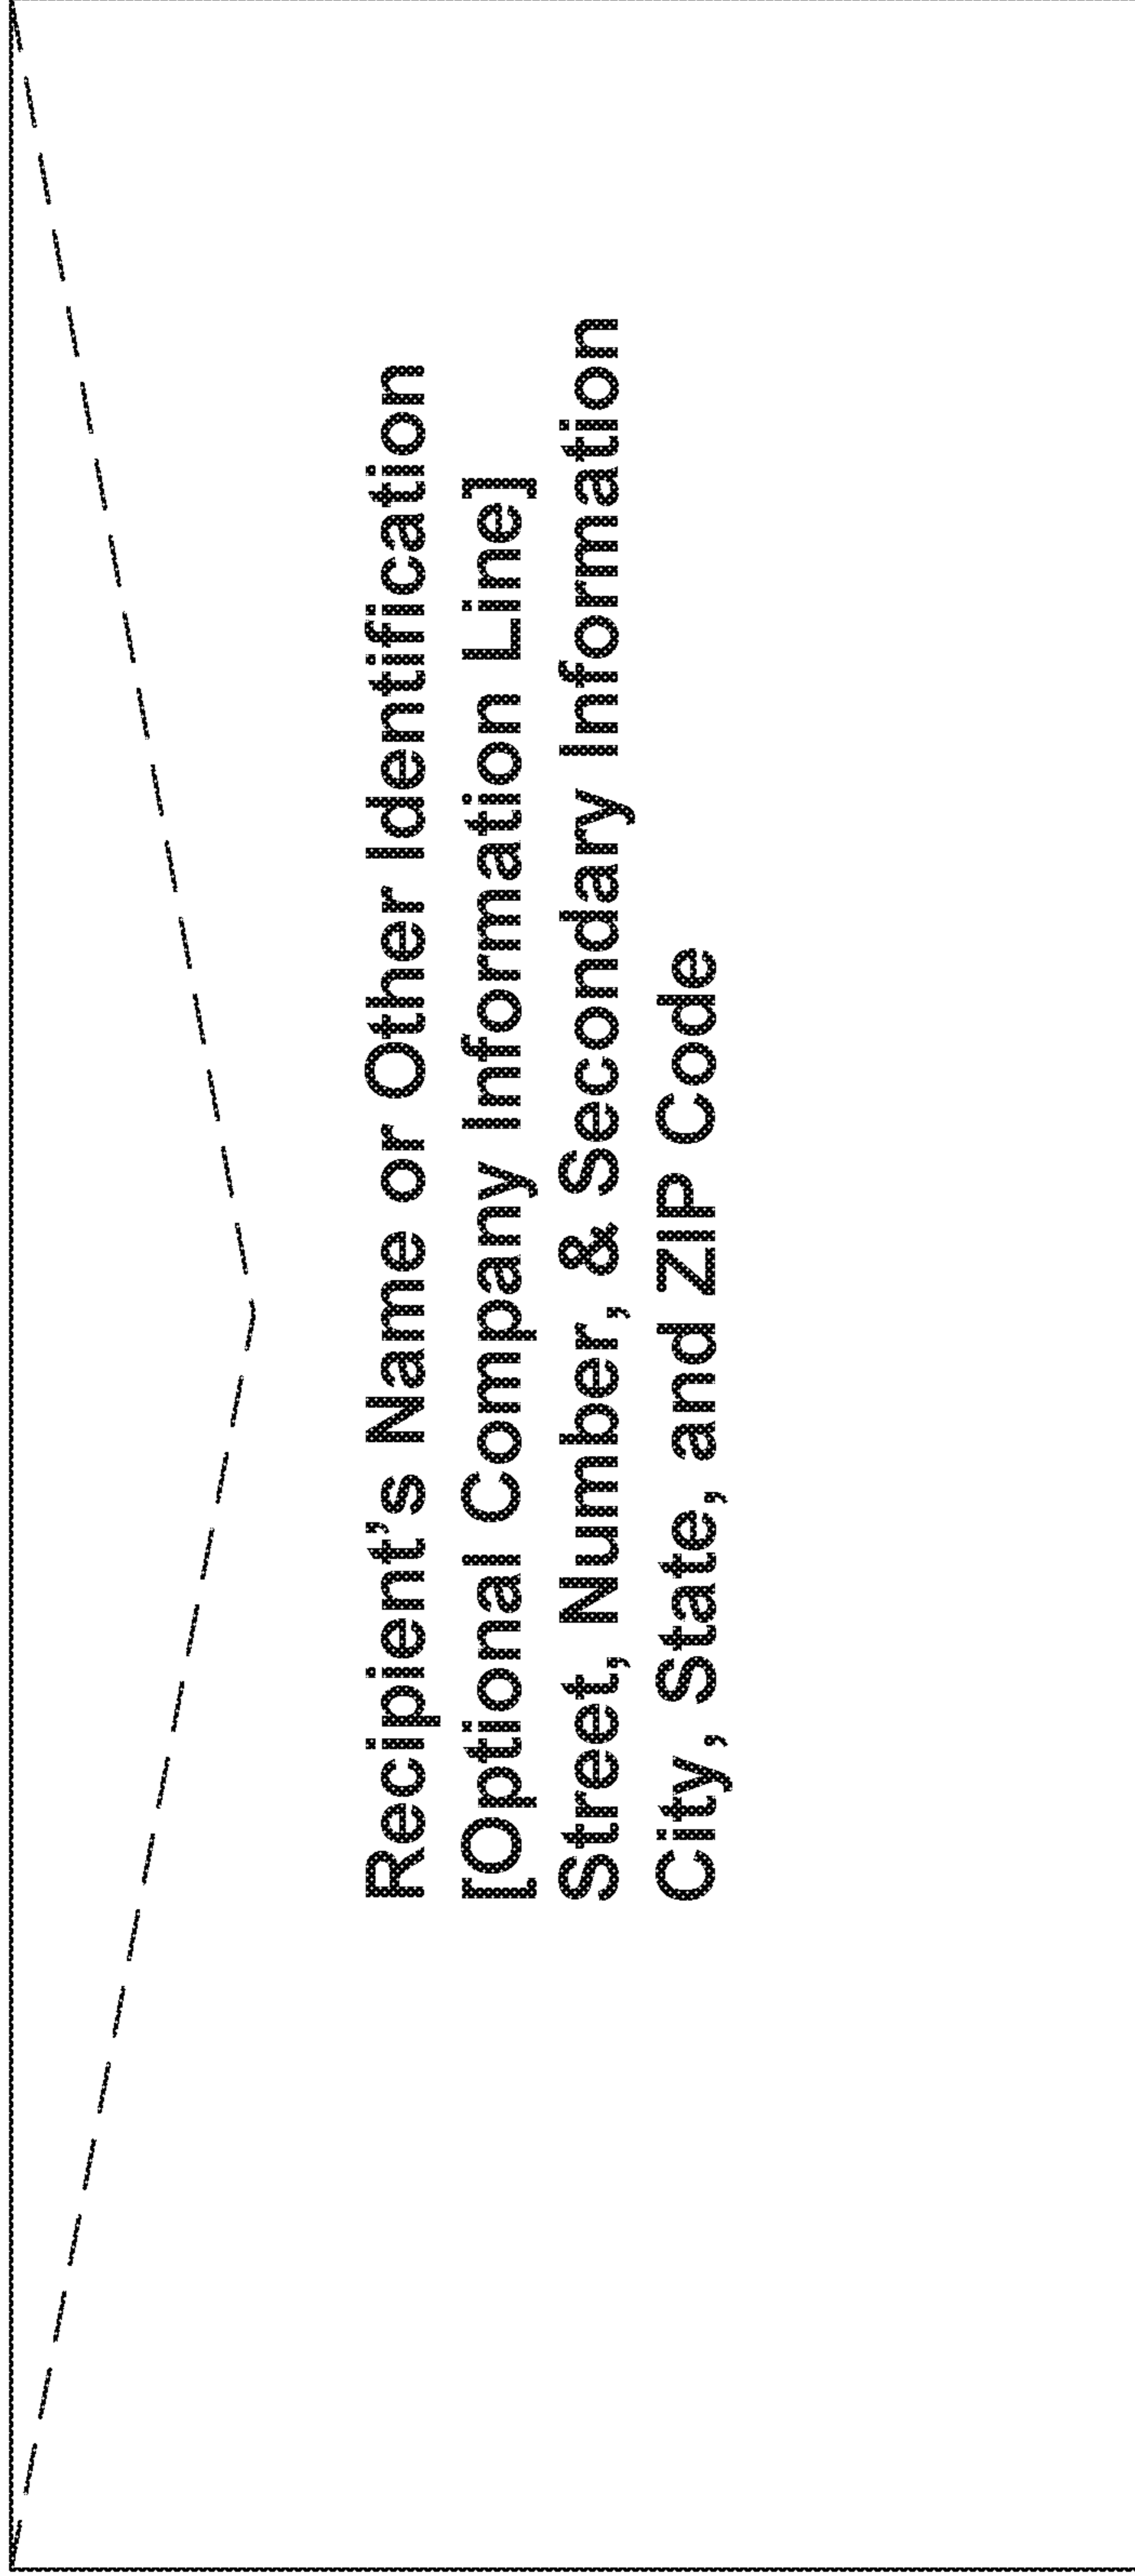 Recipient's Name or Other Identification
[Optional Company Information Line]
Street, Number, & Secondary Information
City, State, and ZIP Code